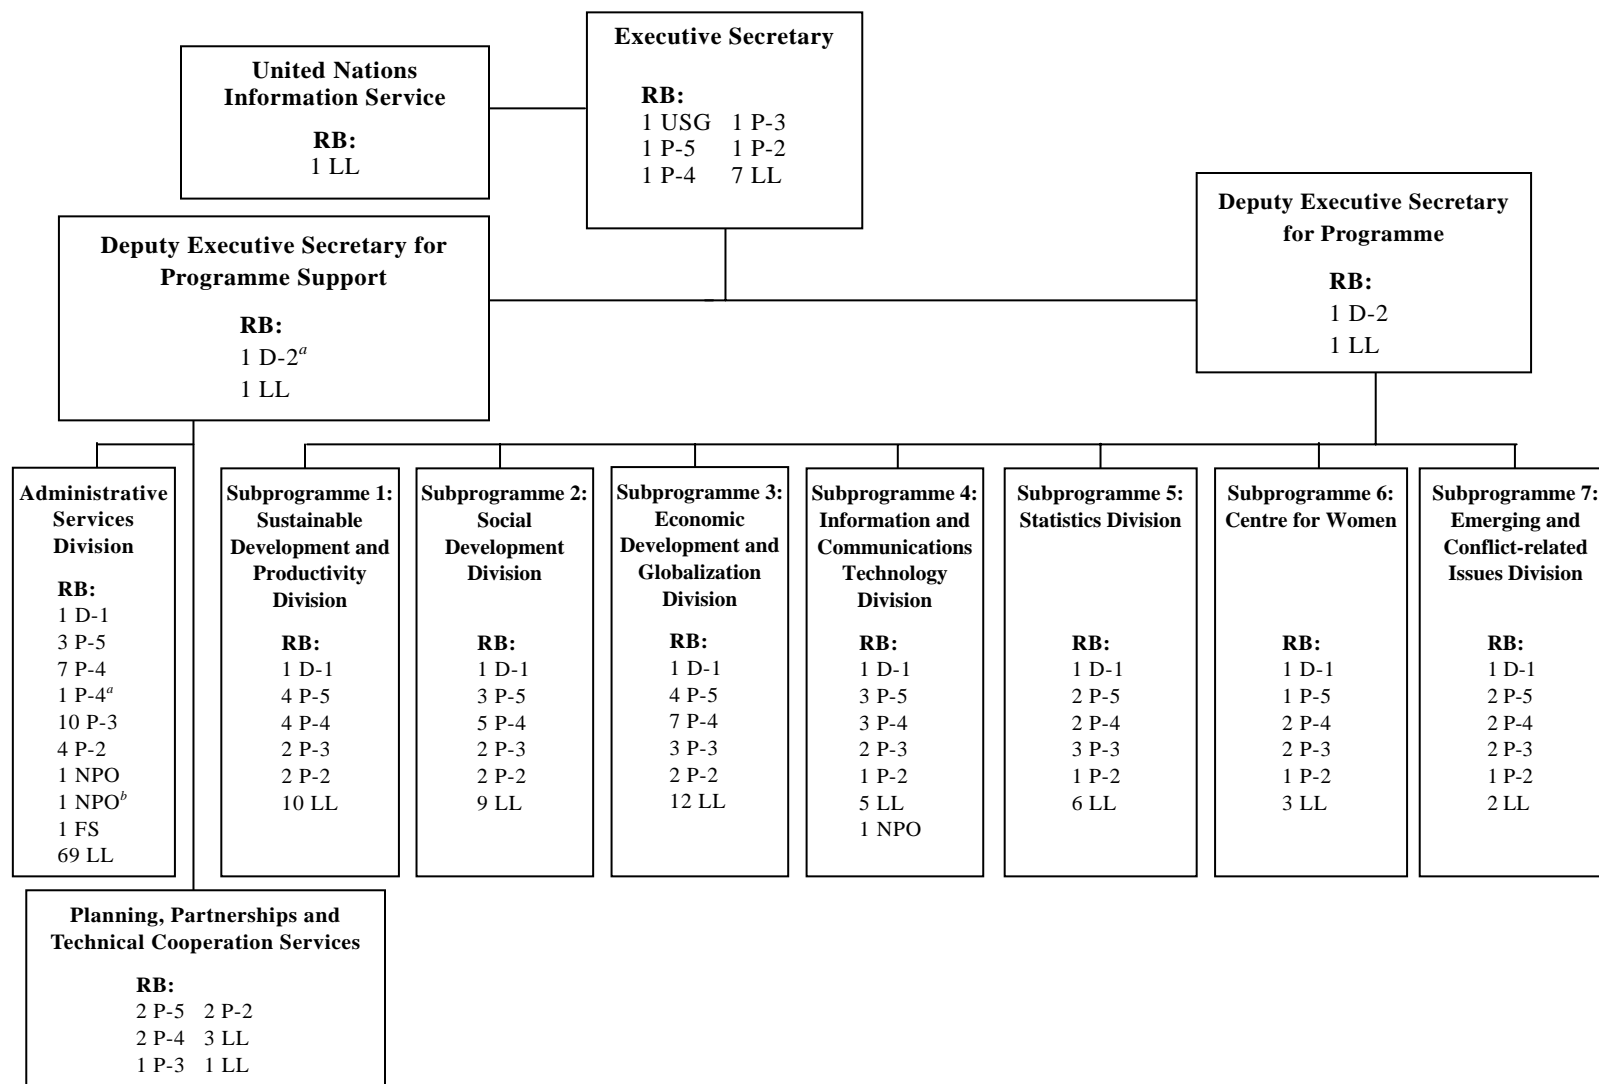 Executive Secretary
RB:
1 USG 1 P-3
1 P-5 1 P-2
1 P-4 7 LL
United Nations
Information Service
RB:
1 LL
Deputy Executive Secretary for
Programme Support
RB:
1 D-2a
1 LL
Deputy Executive Secretary
for Programme
RB:
1 D-2
1 LL
Administrative
Services
Division
RB:
1 D-1
3 P-5
7 P-4
1 P-4a
10 P-3
4 P-2
1 NPO
1 NPOb
1 FS
69 LL
Subprogramme 1:
Sustainable
Development and
Productivity
Division
RB:
1 D-1
4 P-5
4 P-4
2 P-3
2 P-2
10 LL
Subprogramme 2:
Social
Development
Division
RB:
1 D-1
3 P-5
5 P-4
2 P-3
2 P-2
9 LL
Subprogramme 3:
Economic
Development and
Globalization
Division
RB:
1 D-1
4 P-5
7 P-4
3 P-3
2 P-2
12 LL
Subprogramme 4:
Information and
Communications
Technology
Division
RB:
1 D-1
3 P-5
3 P-4
2 P-3
1 P-2
5 LL
1 NPO
Subprogramme 5:
Statistics Division
RB:
1 D-1
2 P-5
2 P-4
3 P-3
1 P-2
6 LL
Subprogramme 6:
Centre for Women
RB:
1 D-1
1 P-5
2 P-4
2 P-3
1 P-2
3 LL
Subprogramme 7:
Emerging and
Conflict-related
Issues Division
RB:
1 D-1
2 P-5
2 P-4
2 P-3
1 P-2
2 LL
Planning, Partnerships and
Technical Cooperation Services
RB:
2 P-5 2 P-2
2 P-4 3 LL
1 P-3 1 LL